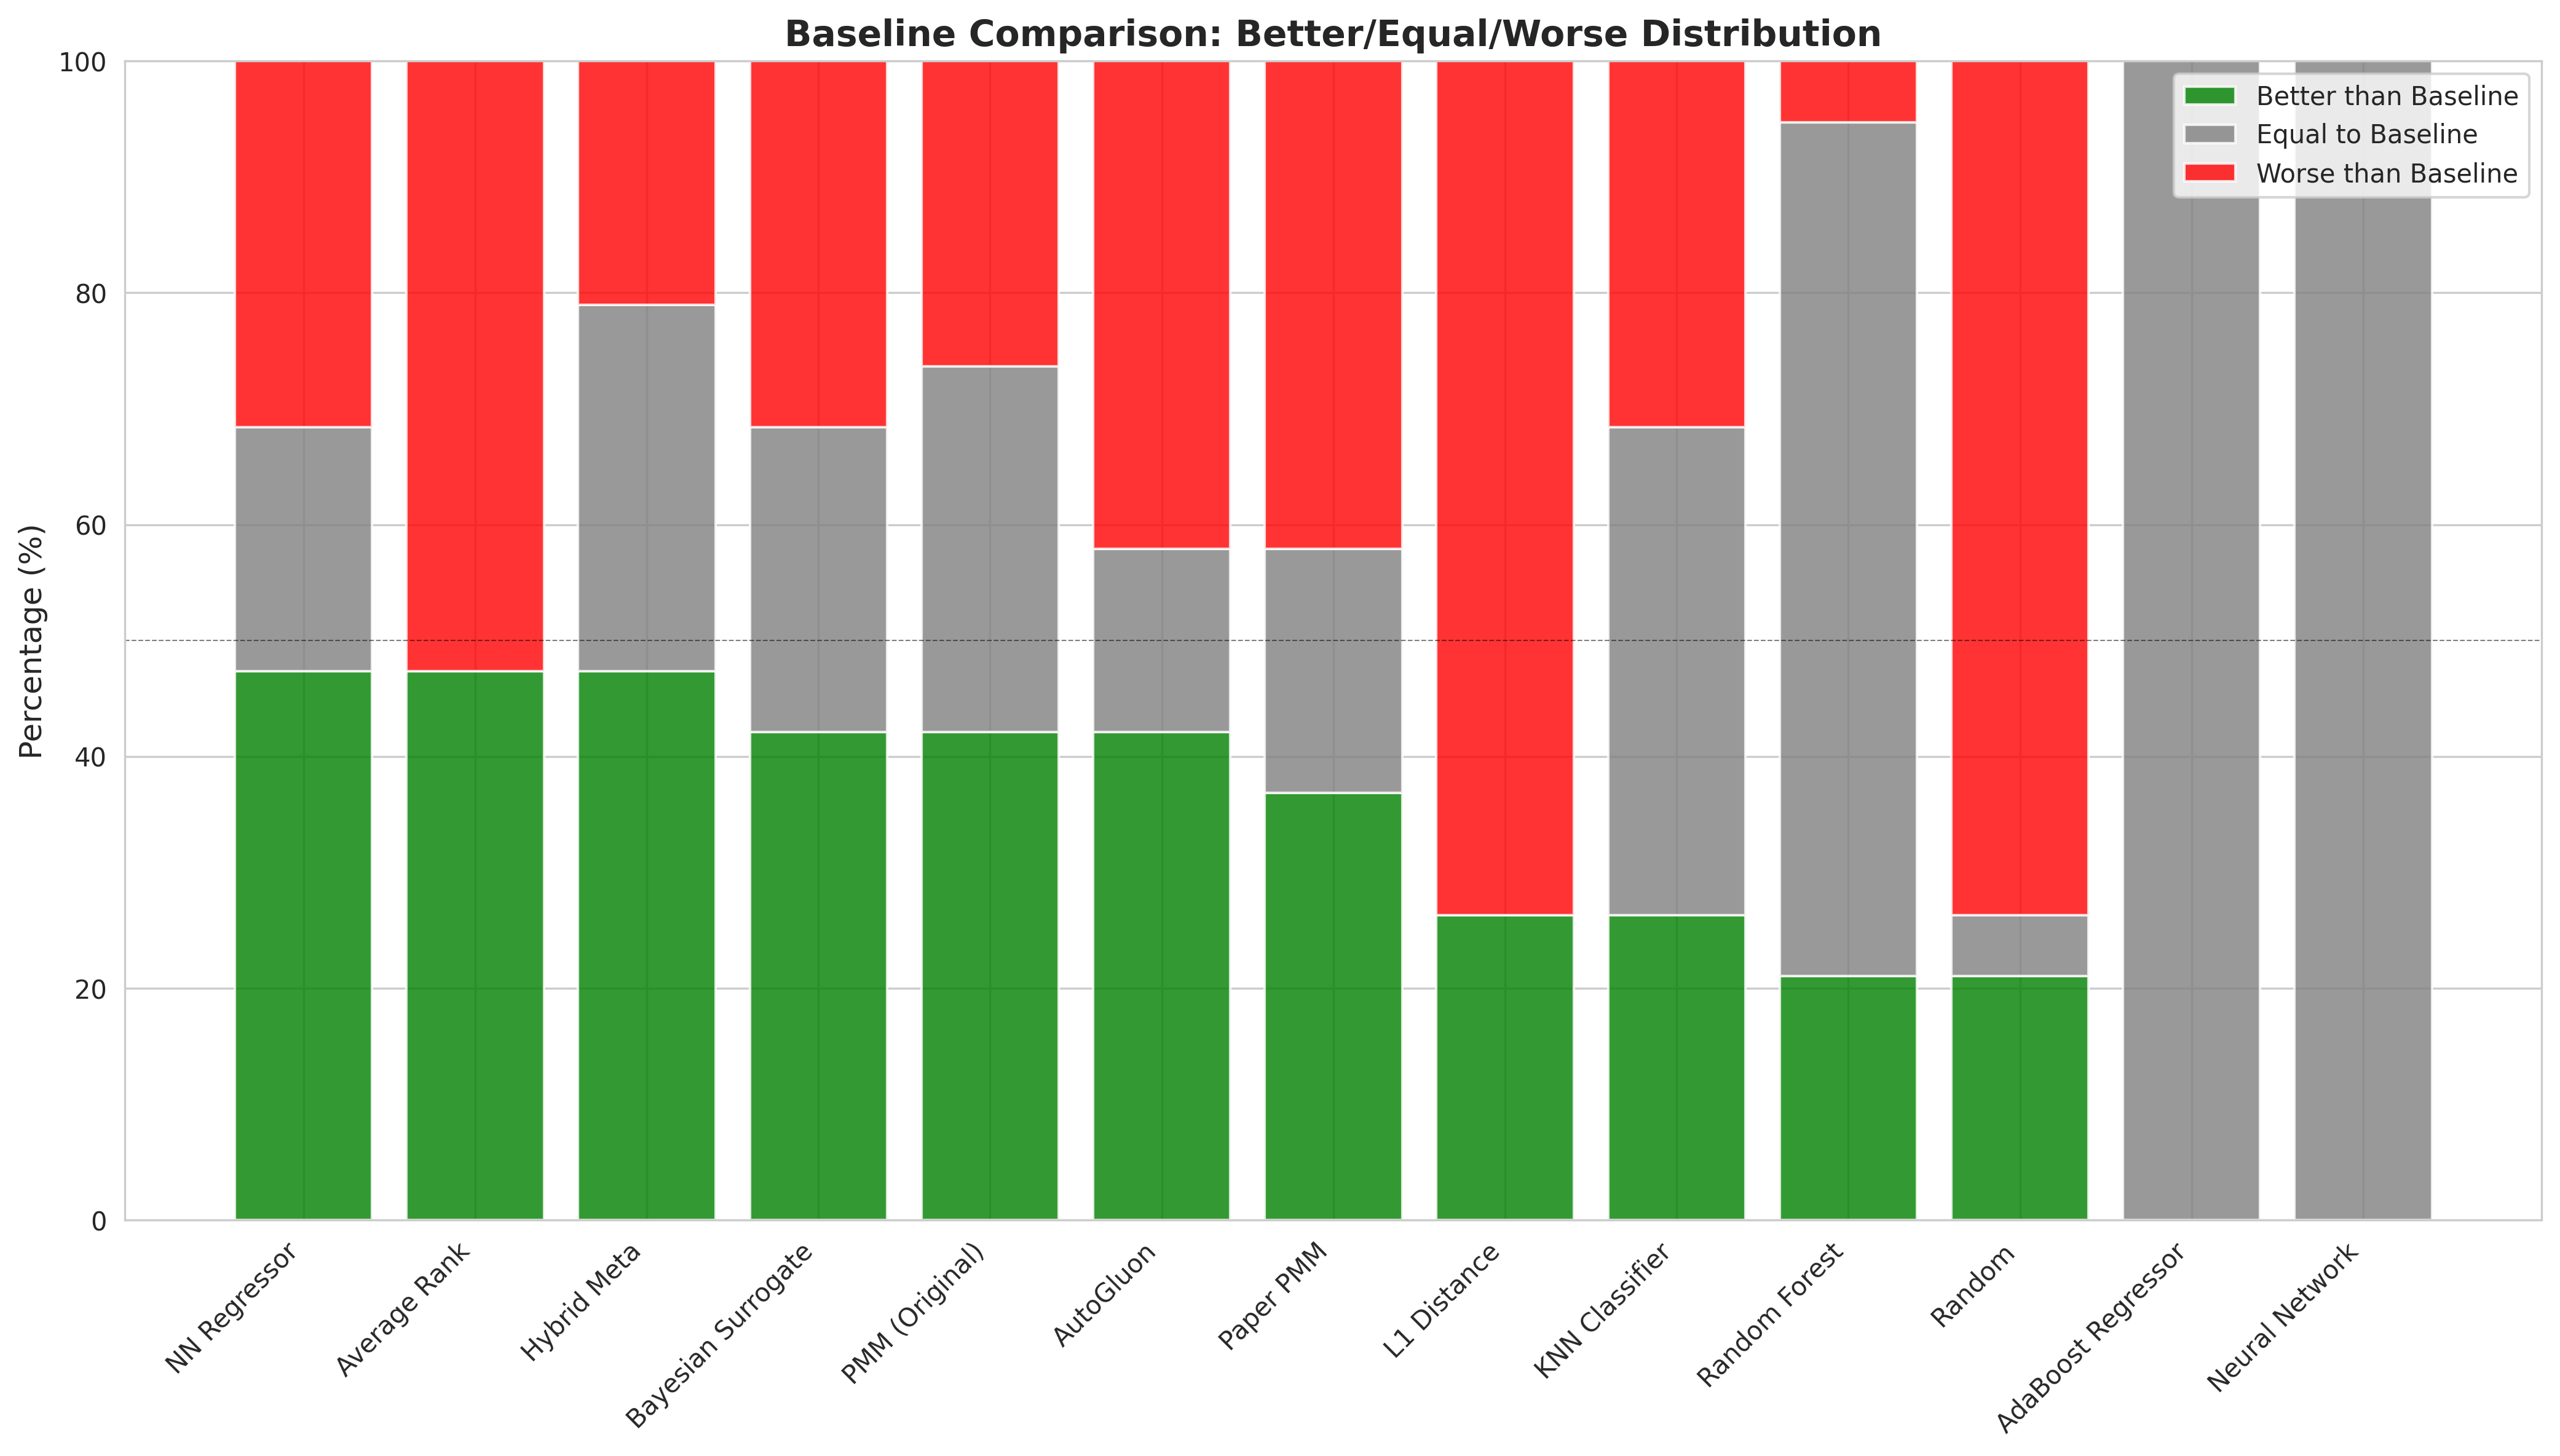 Baseline Comparison: Better/Equal/Worse Distribution
Better than Baseline
Equal to Baseline
Worse than Baseline
Percentage (%)
100
80
60
40
20
0
NN Regressor
Average Rank
Hybrid Meta
Bayesian Surrogate
PMM (Original)
AutoGluon
Paper PMM
L1 Distance
KNN Classifier
Random Forest
Random
AdaBoost Regressor
Neural Network